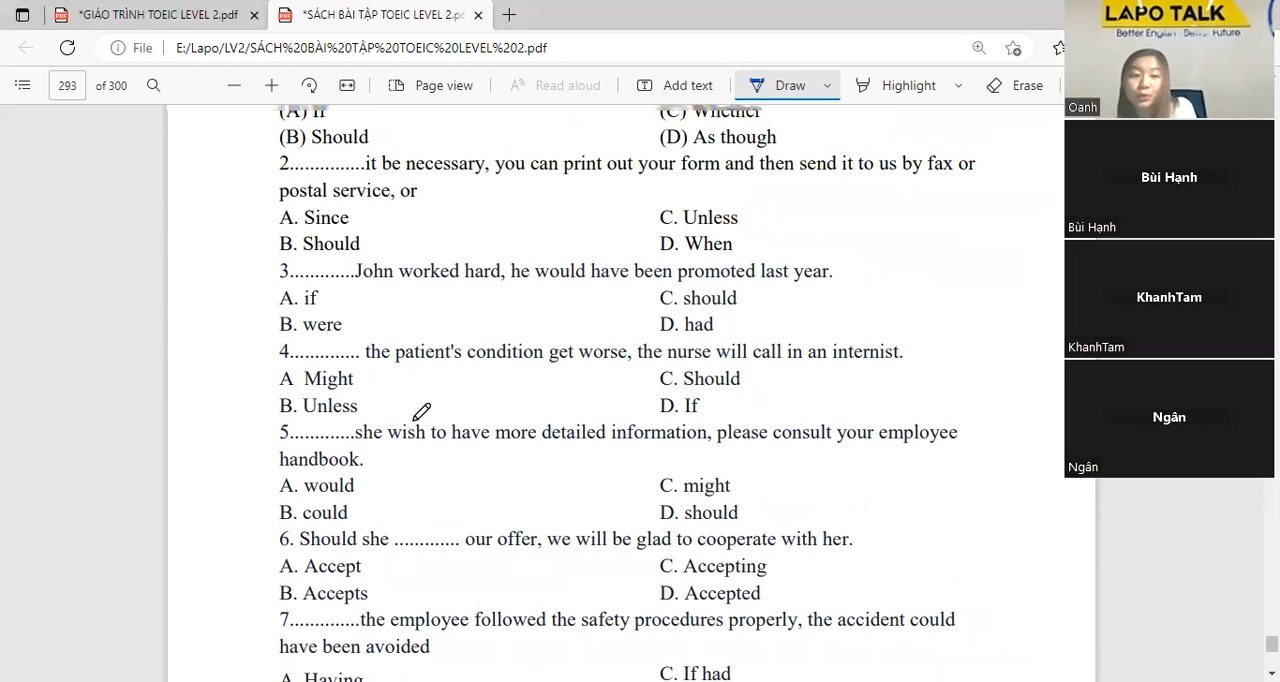 *GIÁO TRÌNH TOEIC LEVEL 2.pdf
*SÁCH BÀI TẬP TOEIC LEVEL 2.pc
File
E:/Lapo/LV2/SÁCH%20BÀI%20TẬP%20TOEIC%20LEVEL%202.pdf
293 of 300
Page view
Read aloud
Add text
Draw
Highlight
Erase
(A) If (C) Whether
(B) Should (D) As though
2..............it be necessary, you can print out your form and then send it to us by fax or
postal service, or
A. Since C. Unless
B. Should D. When
3............John worked hard, he would have been promoted last year.
A. if C. should
B. were D. had
4.............. the patient's condition get worse, the nurse will call in an internist.
A Might C. Should
B. Unless D. If
5.............she wish to have more detailed information, please consult your employee
handbook.
A. would C. might
B. could D. should
6. Should she ............. our offer, we will be glad to cooperate with her.
A. Accept C. Accepting
B. Accepts D. Accepted
7..............the employee followed the safety procedures properly, the accident could
have been avoided
A. Having C. If had
LAPO TALK
Better English Future
Oanh
Bùi Hạnh
Bùi Hạnh
KhanhTam
KhanhTam
Ngân
Ngân